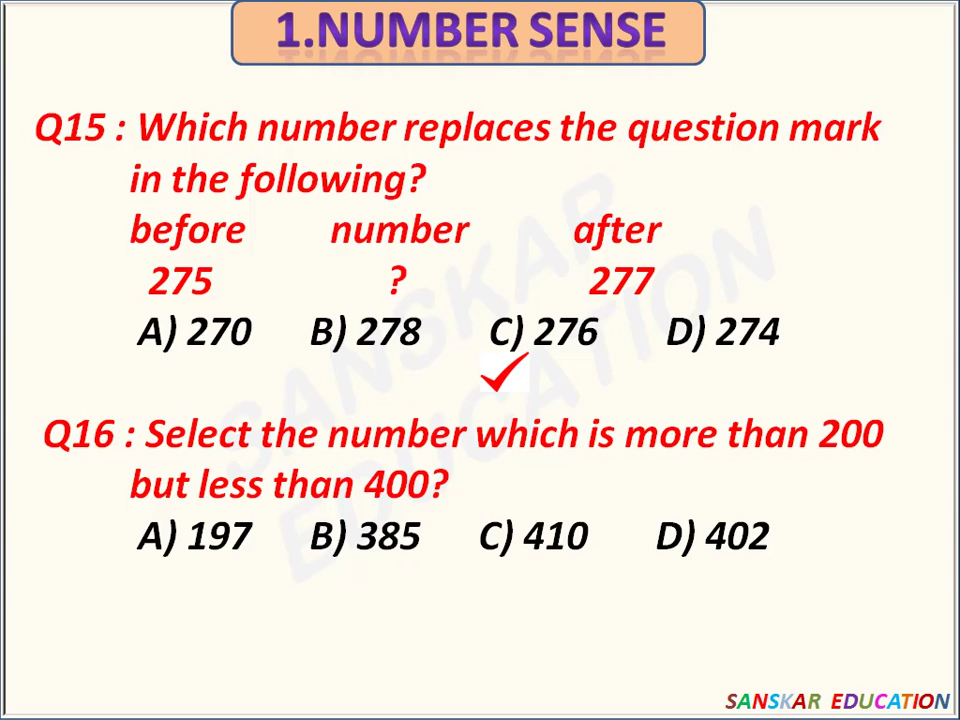 1.NUMBER SENSE
Q15 : Which number replaces the question mark
in the following?
before number after
275 ? 277
A) 270 B) 278 C) 276 D) 274
Q16 : Select the number which is more than 200
but less than 400?
A) 197 B) 385 C) 410 D) 402
SANSKAR EDUCATION
SANSKAR EDUCATION